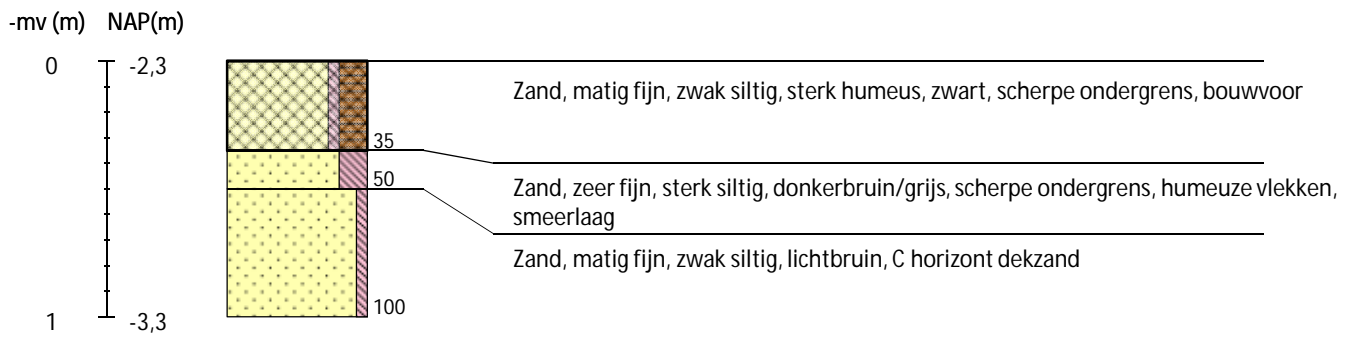 -mv (m) NAP(m)
0 -2,3
Zand, matig fijn, zwak siltig, sterk humeus, zwart, scherpe ondergrens, bouwvoor
35
50
Zand, zeer fijn, sterk siltig, donkerbruin/grijs, scherpe ondergrens, humeuze vlekken,
smeerlaag
Zand, matig fijn, zwak siltig, lichtbruin, C horizont dekzand
100
1 -3,3